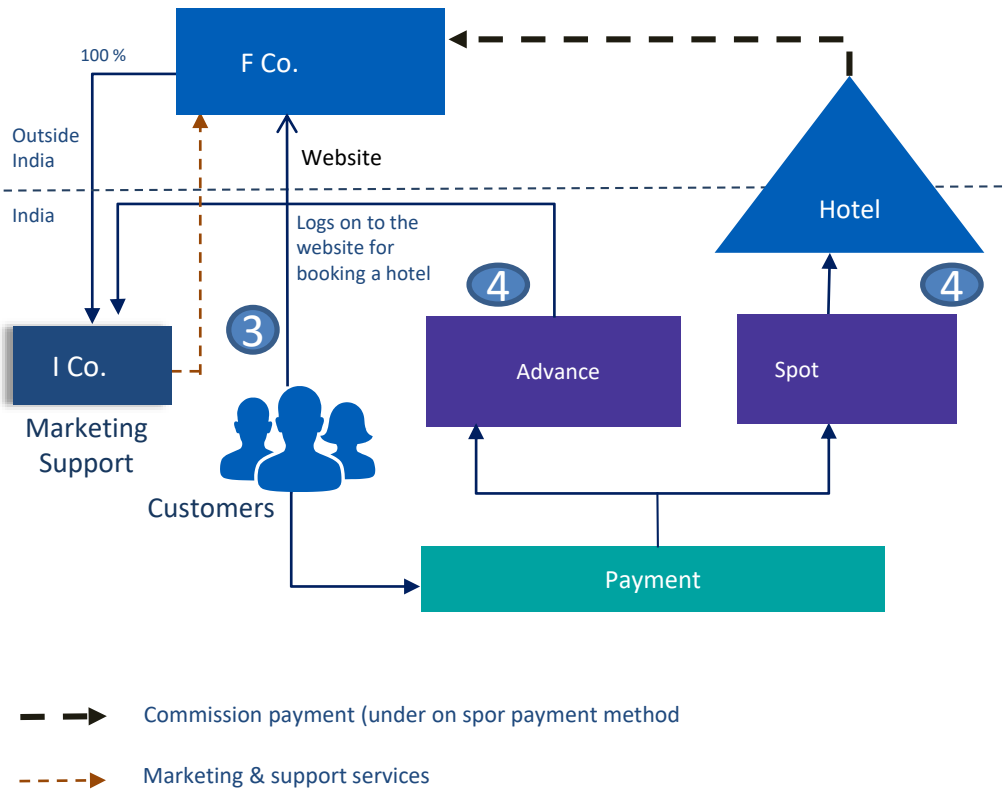 100 %
F Co.
Outside
India
Website
India
Hotel
Logs on to the
website for
booking a hotel
4
4
3
I Co.
Advance
Spot
Marketing
Support
Customers
Payment
Commission payment (under on spor payment method
Marketing & support services